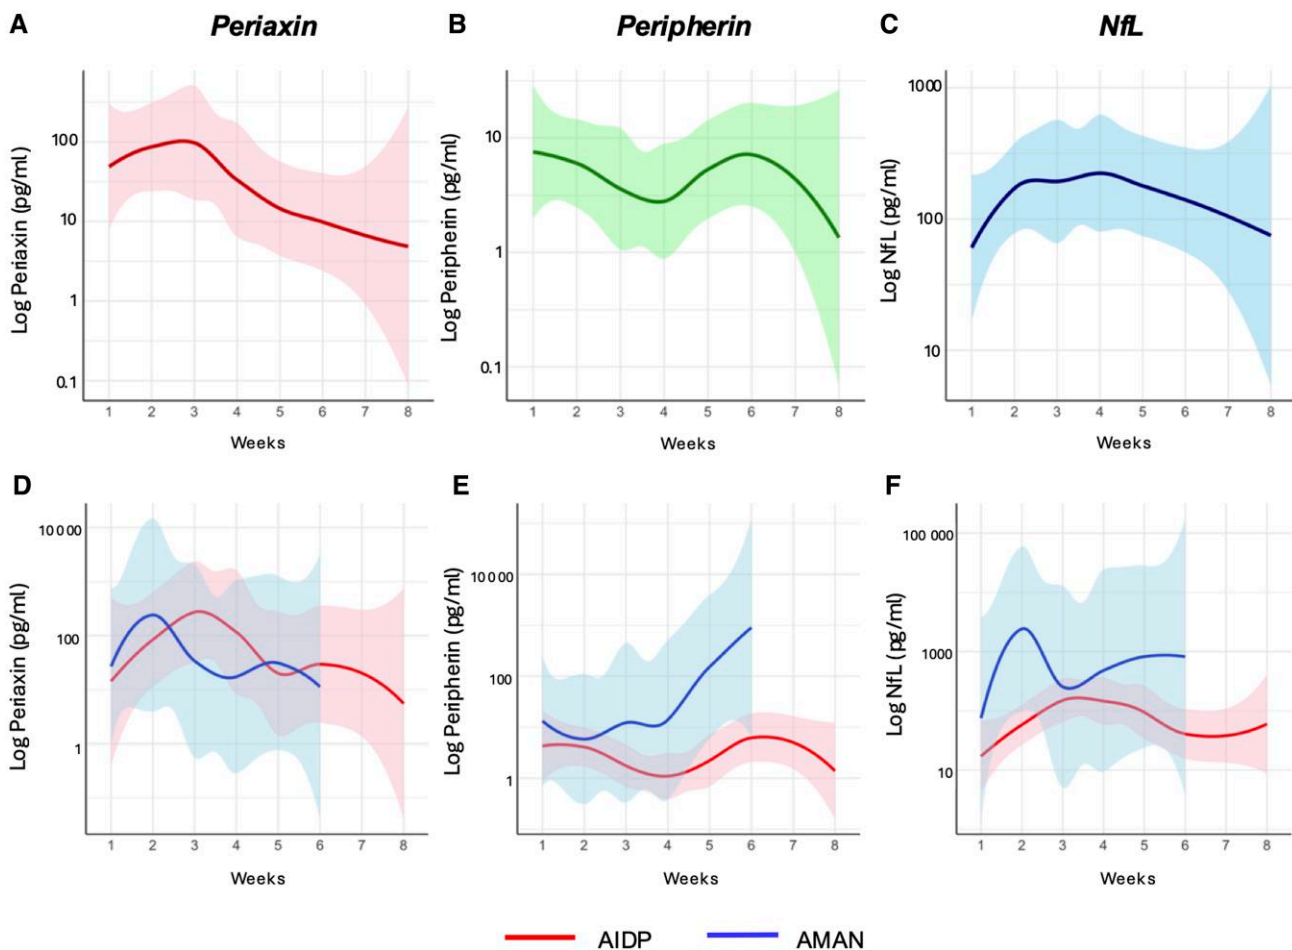 A
Periaxin
Log Periaxin (pg/ml)
100
10
1
0.1
1 2 3 4 5 6 7 8
Weeks
B
Peripherin
Log Peripherin (pg/ml)
10
1
0.1
1 2 3 4 5 6 7 8
Weeks
C
NfL
Log NfL (pg/ml)
1000
100
10
1 2 3 4 5 6 7 8
Weeks
D
Log Periaxin (pg/ml)
10 0 00
100
1
1 2 3 4 5 6 7 8
Weeks
E
Log Peripherin (pg/ml)
10 0 00
100
1
1 2 3 4 5 6 7 8
Weeks
F
Log NfL (pg/ml)
100 000
1000
10
1 2 3 4 5 6 7 8
Weeks
AIDP AMAN